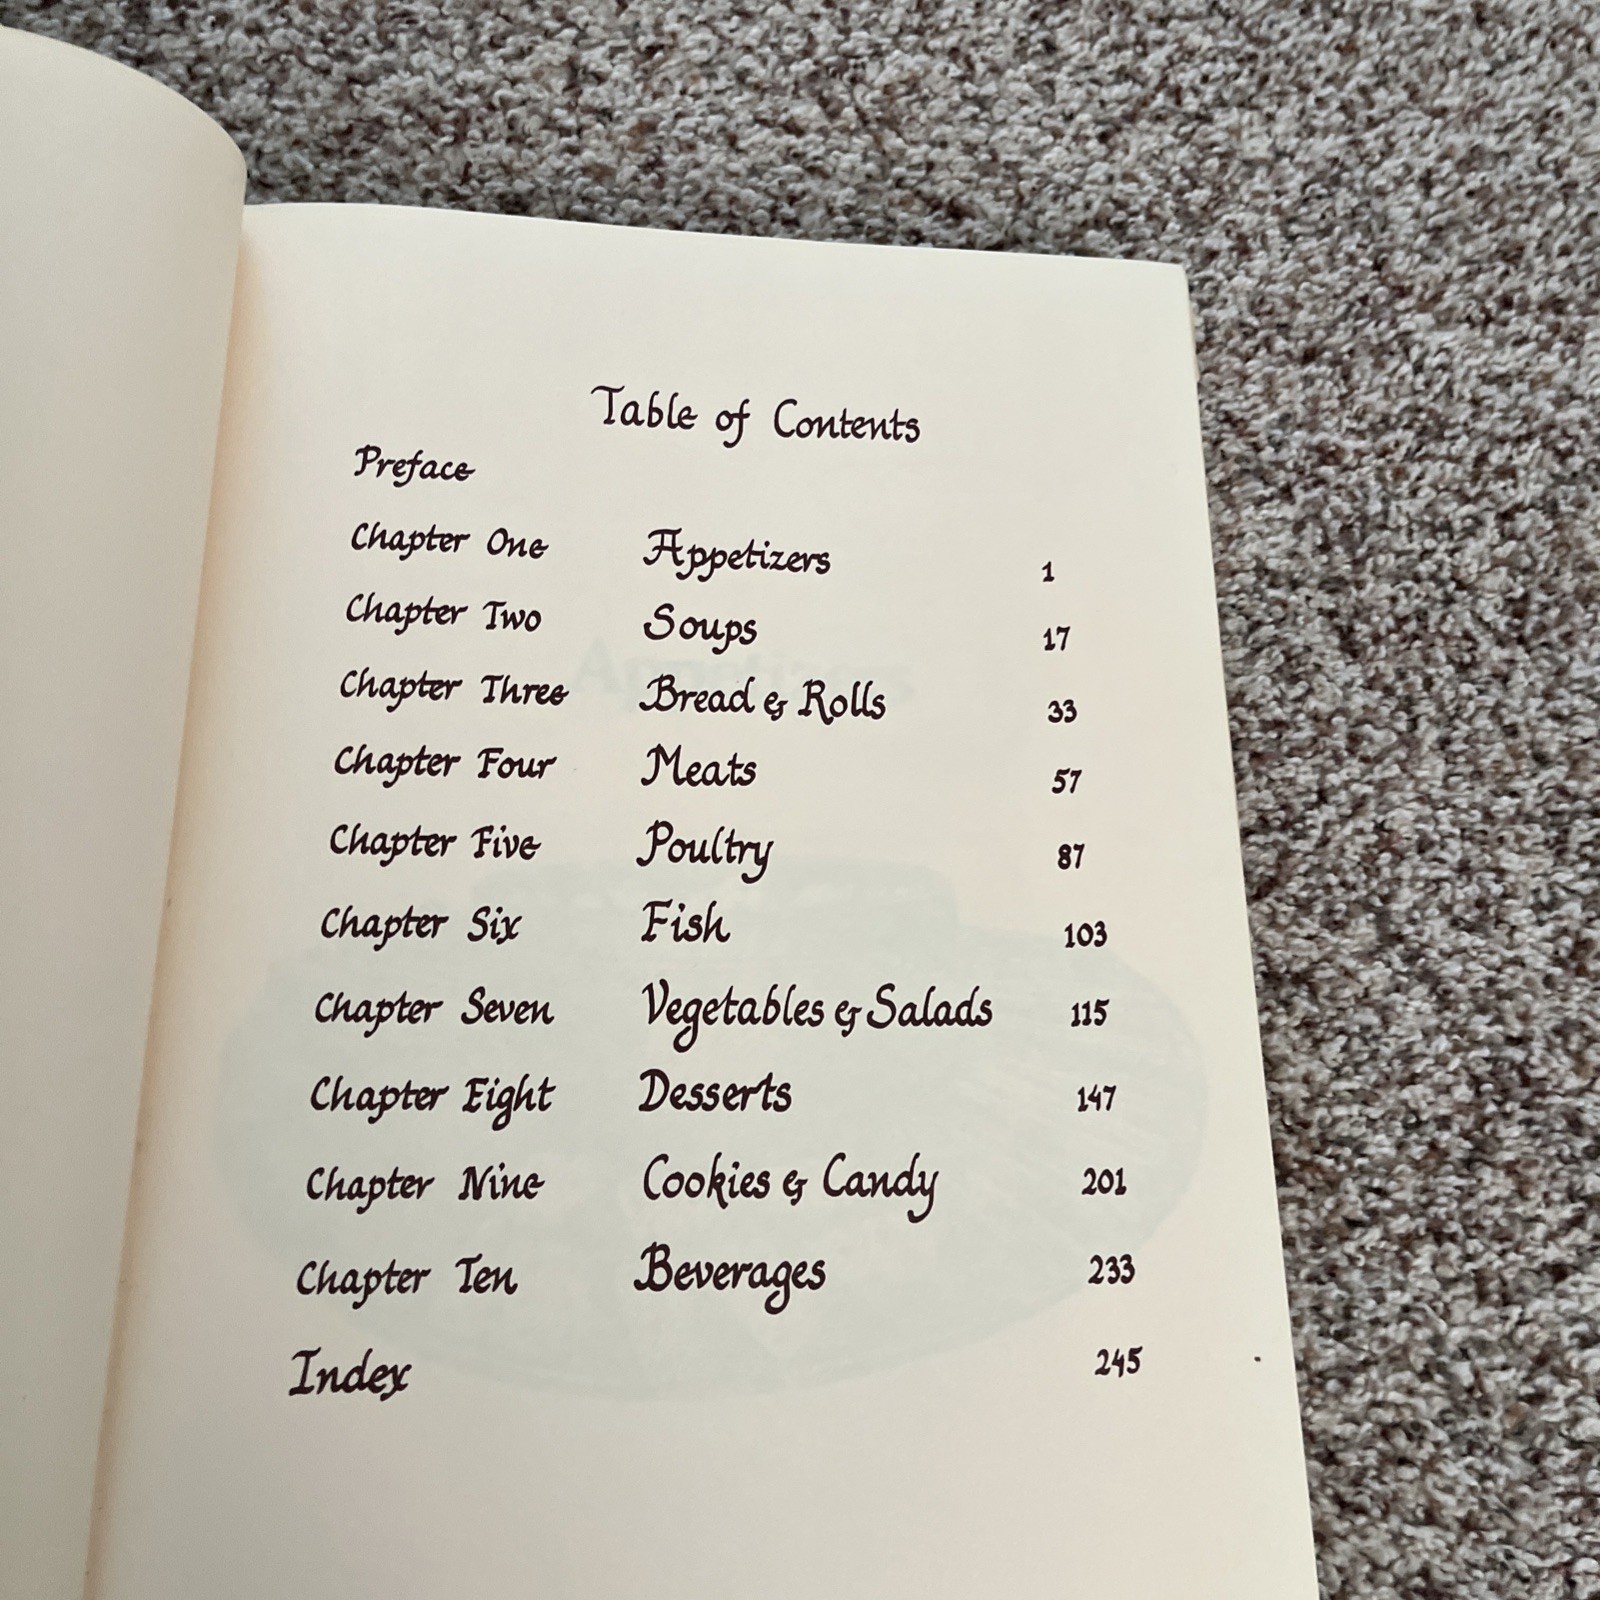 Table of Contents
Preface
Chapter One Appetizers 1
Chapter Two Soups 17
Chapter Three Bread & Rolls 33
Chapter Four Meats 57
Chapter Five Poultry 87
Chapter Six Fish 103
Chapter Seven Vegetables & Salads 115
Chapter Eight Desserts 147
Chapter Nine Cookies & Candy 201
Chapter Ten Beverages 233
Index 245